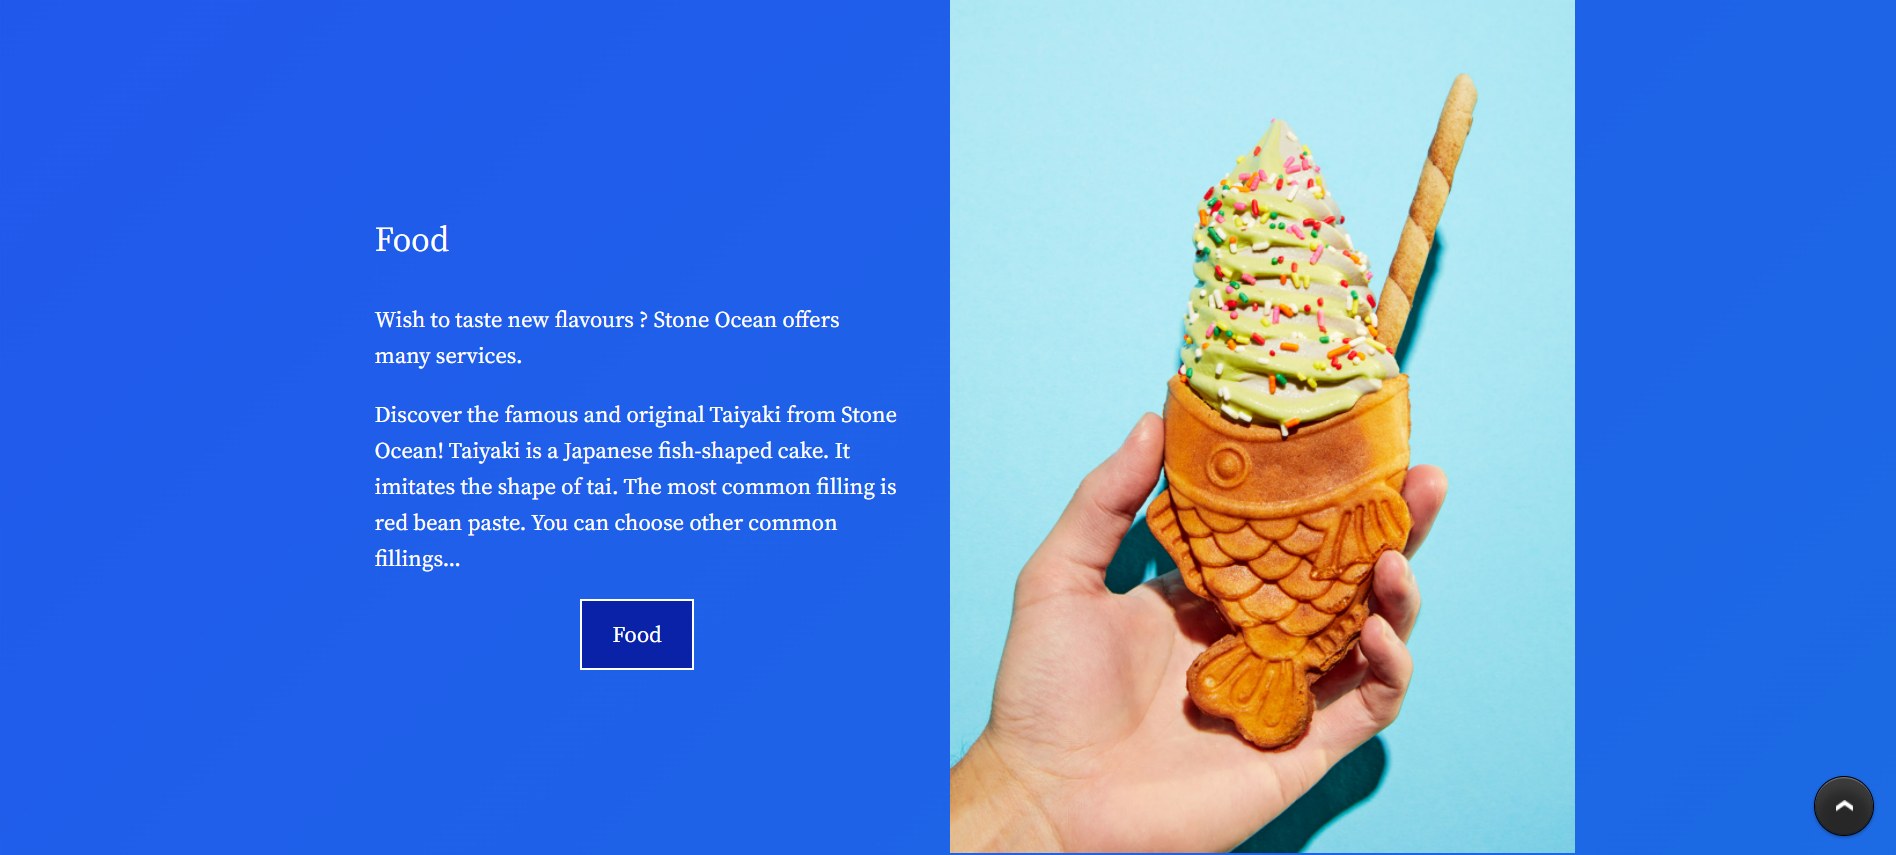 Food
Wish to taste new flavours ? Stone Ocean offers
many services.
Discover the famous and original Taiyaki from Stone
Ocean! Taiyaki is a Japanese fish-shaped cake. It
imitates the shape of tai. The most common filling is
red bean paste. You can choose other common
fillings...
Food